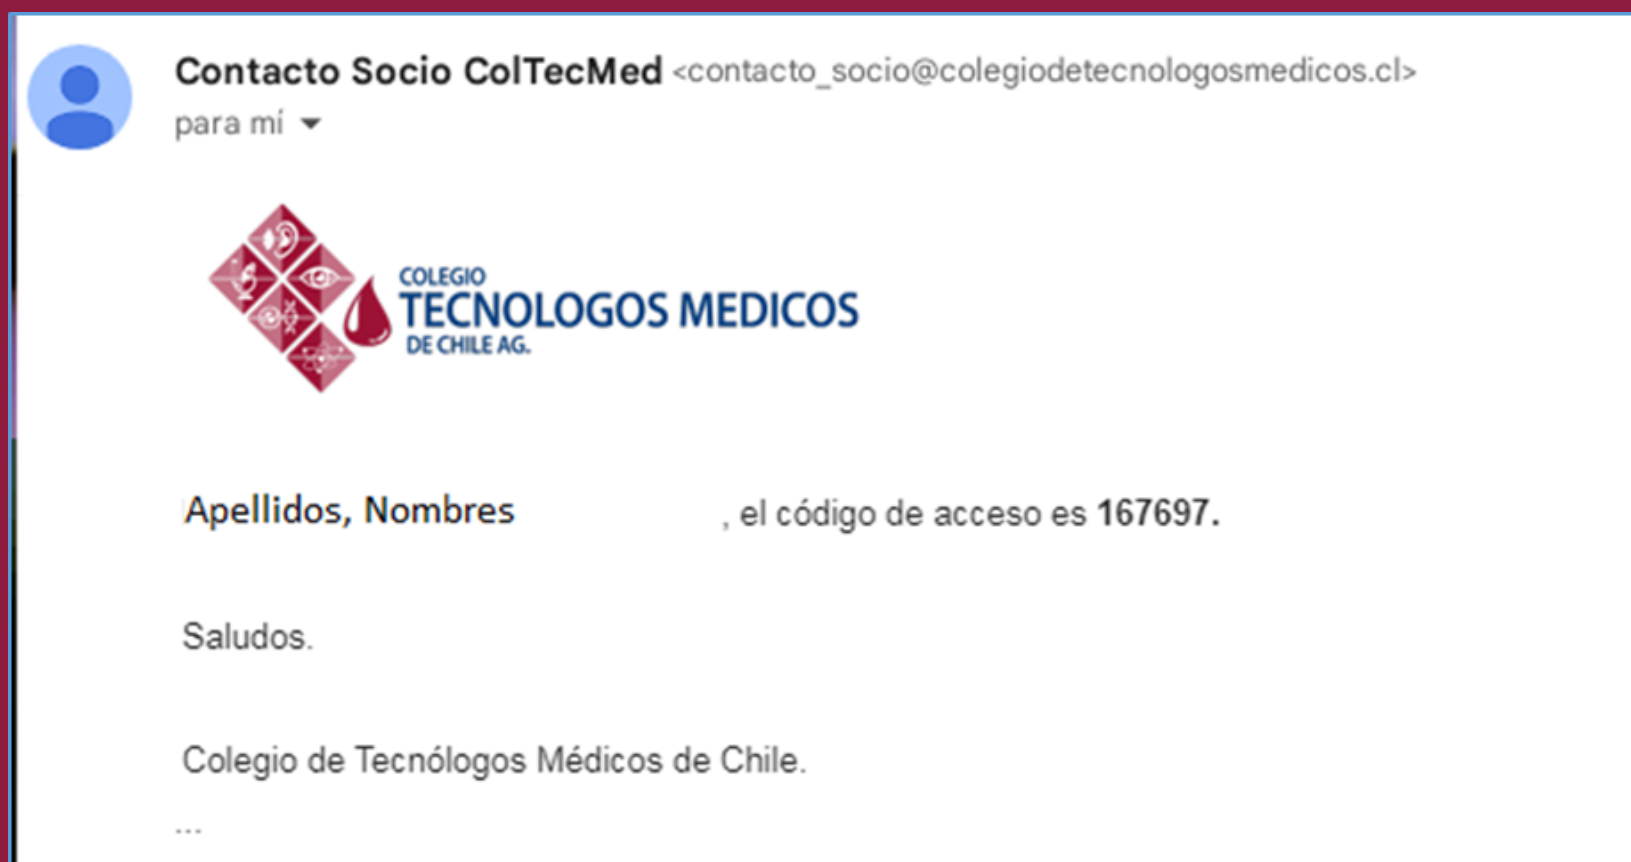 Contacto Socio ColTecMed <contacto_socio@colegiodetecnologosmedicos.cl>
para mí
COLEGIO
TECNOLOGOS MEDICOS
DE CHILE AG.
Apellidos, Nombres , el código de acceso es 167697.
Saludos.
Colegio de Tecnólogos Médicos de Chile.
...